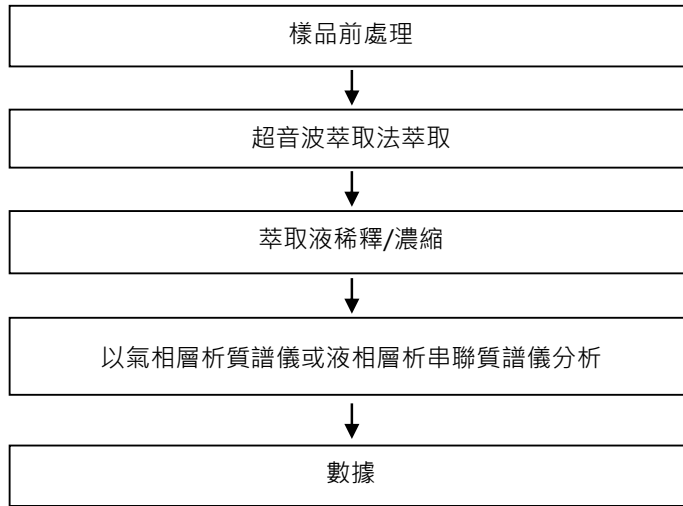 樣品前處理
超音波萃取法萃取
萃取液稀釋/濃縮
以氣相層析質譜儀或液相層析串聯質譜儀分析
數據